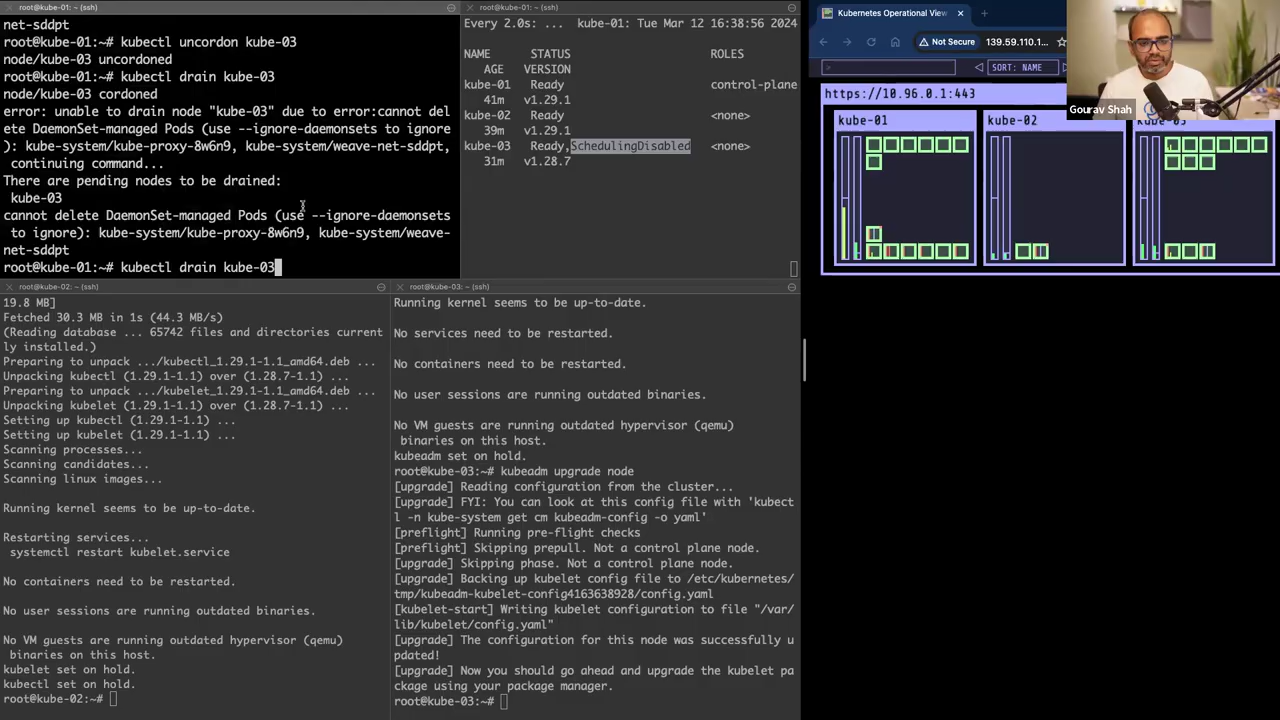 root@kube-01: ~ (ssh)
net-sddpt
root@kube-01:~# kubectl uncordon kube-03
node/kube-03 uncordoned
root@kube-01:~# kubectl drain kube-03
node/kube-03 cordoned
error: unable to drain node "kube-03" due to error:cannot del
ete DaemonSet-managed Pods (use --ignore-daemonsets to ignore
): kube-system/kube-proxy-8w6n9, kube-system/weave-net-sddpt,
 continuing command...
There are pending nodes to be drained:
 kube-03
cannot delete DaemonSet-managed Pods (use --ignore-daemonsets
 to ignore): kube-system/kube-proxy-8w6n9, kube-system/weave-
net-sddpt
root@kube-01:~# kubectl drain kube-03
root@kube-01: ~ (ssh)
Every 2.0s: ... kube-01: Tue Mar 12 16:38:56 2024
NAME STATUS ROLES
AGE VERSION
kube-01 Ready control-plane
41m v1.29.1
kube-02 Ready <none>
39m v1.29.1
kube-03 Ready,SchedulingDisabled <none>
31m v1.28.7
root@kube-02: ~ (ssh)
19.8 MB]
Fetched 30.3 MB in 1s (44.3 MB/s)
(Reading database ... 65742 files and directories current
ly installed.)
Preparing to unpack .../kubectl_1.29.1-1.1_amd64.deb ...
Unpacking kubectl (1.29.1-1.1) over (1.28.7-1.1) ...
Preparing to unpack .../kubelet_1.29.1-1.1_amd64.deb ...
Unpacking kubelet (1.29.1-1.1) over (1.28.7-1.1) ...
Setting up kubectl (1.29.1-1.1) ...
Setting up kubelet (1.29.1-1.1) ...
Scanning processes...
Scanning candidates...
Scanning linux images...
Running kernel seems to be up-to-date.
Restarting services...
 systemctl restart kubelet.service
No containers need to be restarted.
No user sessions are running outdated binaries.
No VM guests are running outdated hypervisor (qemu)
 binaries on this host.
kubelet set on hold.
kubectl set on hold.
root@kube-02:~#
root@kube-03: ~ (ssh)
Running kernel seems to be up-to-date.
No services need to be restarted.
No containers need to be restarted.
No user sessions are running outdated binaries.
No VM guests are running outdated hypervisor (qemu)
 binaries on this host.
kubeadm set on hold.
root@kube-03:~# kubeadm upgrade node
[upgrade] Reading configuration from the cluster...
[upgrade] FYI: You can look at this config file with 'kubect
l -n kube-system get cm kubeadm-config -o yaml'
[preflight] Running pre-flight checks
[preflight] Skipping prepull. Not a control plane node.
[upgrade] Skipping phase. Not a control plane node.
[upgrade] Backing up kubelet config file to /etc/kubernetes/
tmp/kubeadm-kubelet-config4163638928/config.yaml
[kubelet-start] Writing kubelet configuration to file "/var/
lib/kubelet/config.yaml"
[upgrade] The configuration for this node was successfully u
pdated!
[upgrade] Now you should go ahead and upgrade the kubelet pa
ckage using your package manager.
root@kube-03:~#
Kubernetes Operational View
Not Secure 139.59.110.1...
SORT: NAME
https://10.96.0.1:443
Gourav Shah
kube-01
kube-02